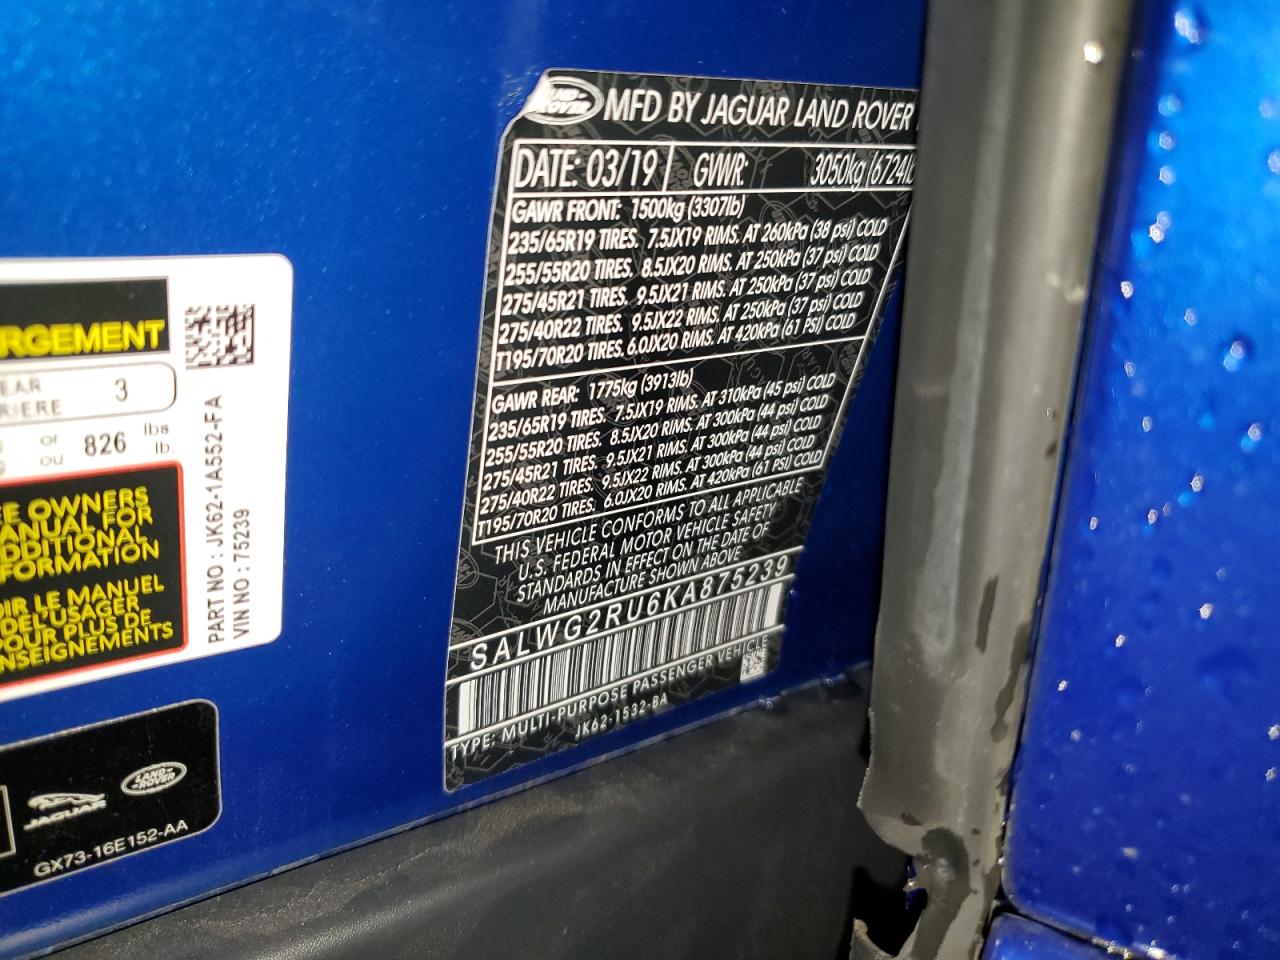 LAND-
ROVER
MFD BY JAGUAR LAND ROVER
DATE: 03/19
GVWR: 3050kg (6724lb
GAWR FRONT: 1500kg (3307lb)
235/65R19 TIRES. 7.5JX19 RIMS. AT 260kPa (38 psi) COLD
255/55R20 TIRES. 8.5JX20 RIMS. AT 250kPa (37 psi) COLD
275/45R21 TIRES. 9.5JX21 RIMS. AT 250kPa (37 psi) COLD
275/40R22 TIRES. 9.5JX22 RIMS. AT 250kPa (37 psi) COLD
T195/70R20 TIRES. 6.0JX20 RIMS. AT 420kPa (61 PSI) COLD
GAWR REAR: 1775kg (3913lb)
235/65R19 TIRES. 7.5JX19 RIMS. AT 310kPa (45 psi) COLD
255/55R20 TIRES. 8.5JX20 RIMS. AT 300kPa (44 psi) COLD
275/45R21 TIRES. 9.5JX21 RIMS. AT 300kPa (44 psi) COLD
275/40R22 TIRES. 9.5JX22 RIMS. AT 300kPa (44 psi) COLD
T195/70R20 TIRES. 6.0JX20 RIMS. AT 420kPa (61 PSI) COLD
THIS VEHICLE CONFORMS TO ALL APPLICABLE
U.S. FEDERAL MOTOR VEHICLE SAFETY
STANDARDS IN EFFECT ON THE DATE OF
MANUFACTURE SHOWN ABOVE
SALWG2RU6KA875239
TYPE: MULTI-PURPOSE PASSENGER VEHICLE
JK62-1532-BA
RGEMENT
EAR
RIERE
3
or 826 lbs
ou lb.
E OWNERS
ANUAL FOR
DDITIONAL
FORMATION
OIR LE MANUEL
DE L'USAGER
POUR PLUS DE
NSEIGNEMENTS
PART NO : JK62-1A552-FA
VIN NO : 75239
JAGUAR
LAND-
ROVER
GX73-16E152-AA